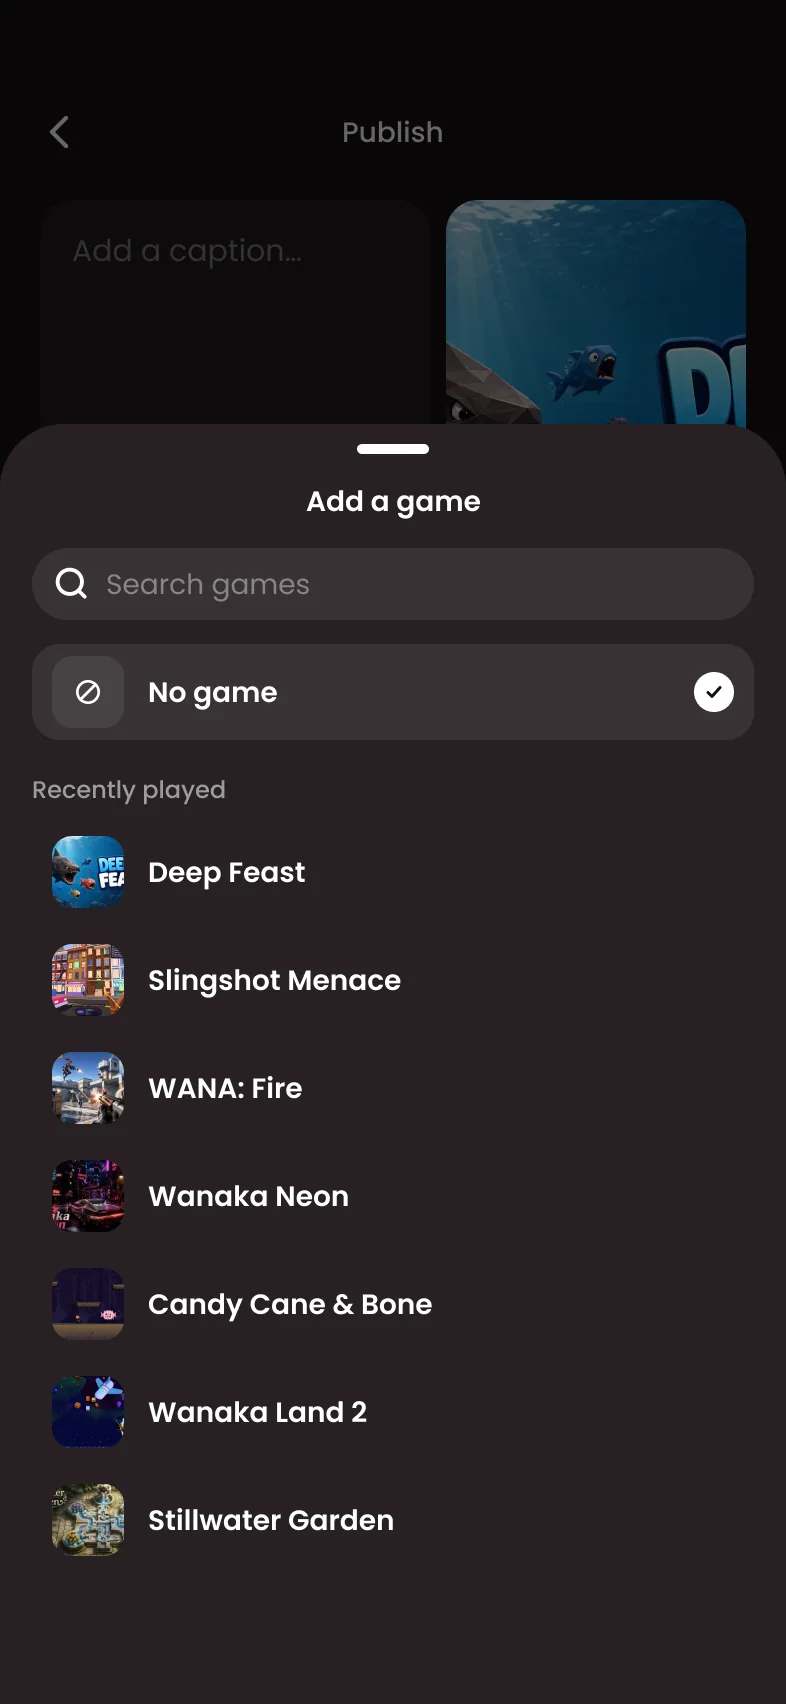 Publish
Add a caption...
Add a game
Search games
No game
Recently played
Deep Feast
Slingshot Menace
WANA: Fire
Wanaka Neon
Candy Cane & Bone
Wanaka Land 2
Stillwater Garden